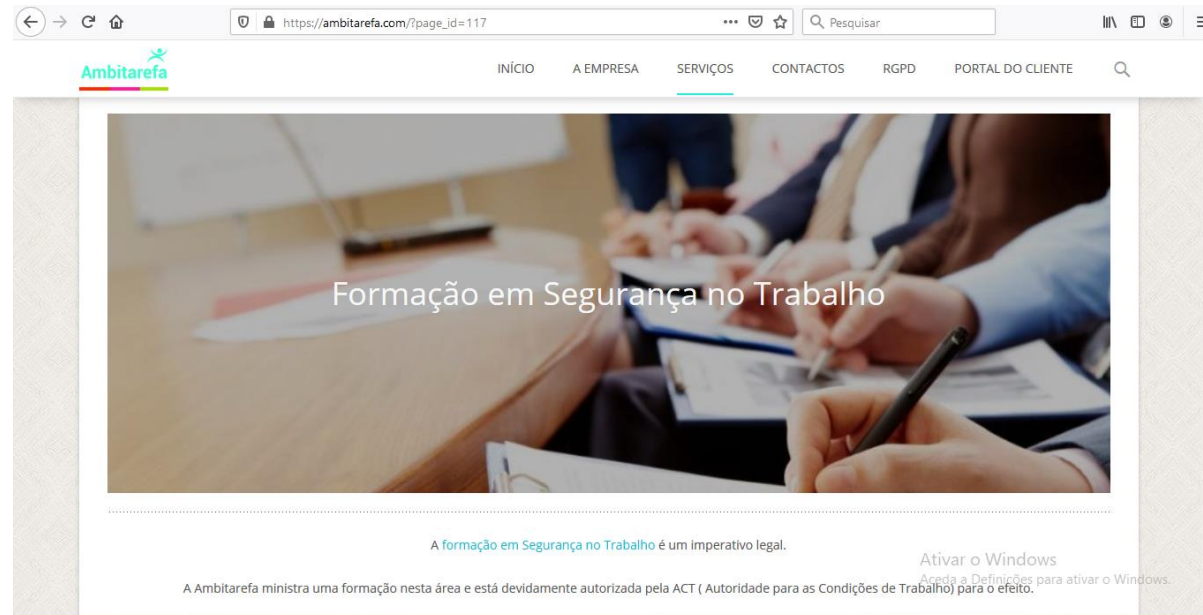 https://ambitarefa.com/?page_id=117
Pesquisar
Ambitarefa
INÍCIO
A EMPRESA
SERVIÇOS
CONTACTOS
RGPD
PORTAL DO CLIENTE
Formação em Segurança no Trabalho
A formação em Segurança no Trabalho é um imperativo legal.
Ativar o Windows
Aceda a Definições para ativar o Windows.
A Ambitarefa ministra uma formação nesta área e está devidamente autorizada pela ACT ( Autoridade para as Condições de Trabalho) para o efeito.